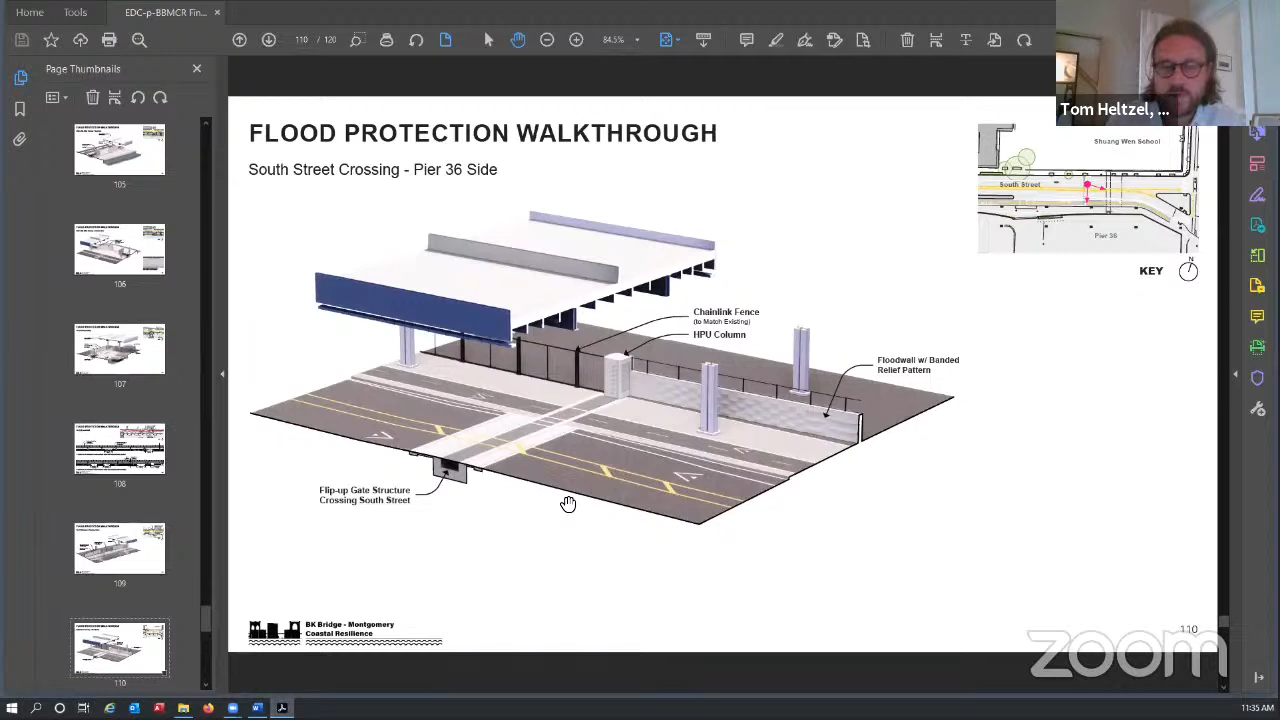 Home
Tools
EDC-p-BBMCR Fin...
110 / 120
84.5%
Page Thumbnails
105
106
107
108
109
110
Tom Heltzel, ...
FLOOD PROTECTION WALKTHROUGH
South Street Crossing - Pier 36 Side
Shuang Wen School
South Street
Pier 36
KEY
N
Chainlink Fence
(to Match Existing)
HPU Column
Floodwall w/ Banded
Relief Pattern
Flip-up Gate Structure
Crossing South Street
BK Bridge - Montgomery
Coastal Resilience
110
zoom
11:35 AM